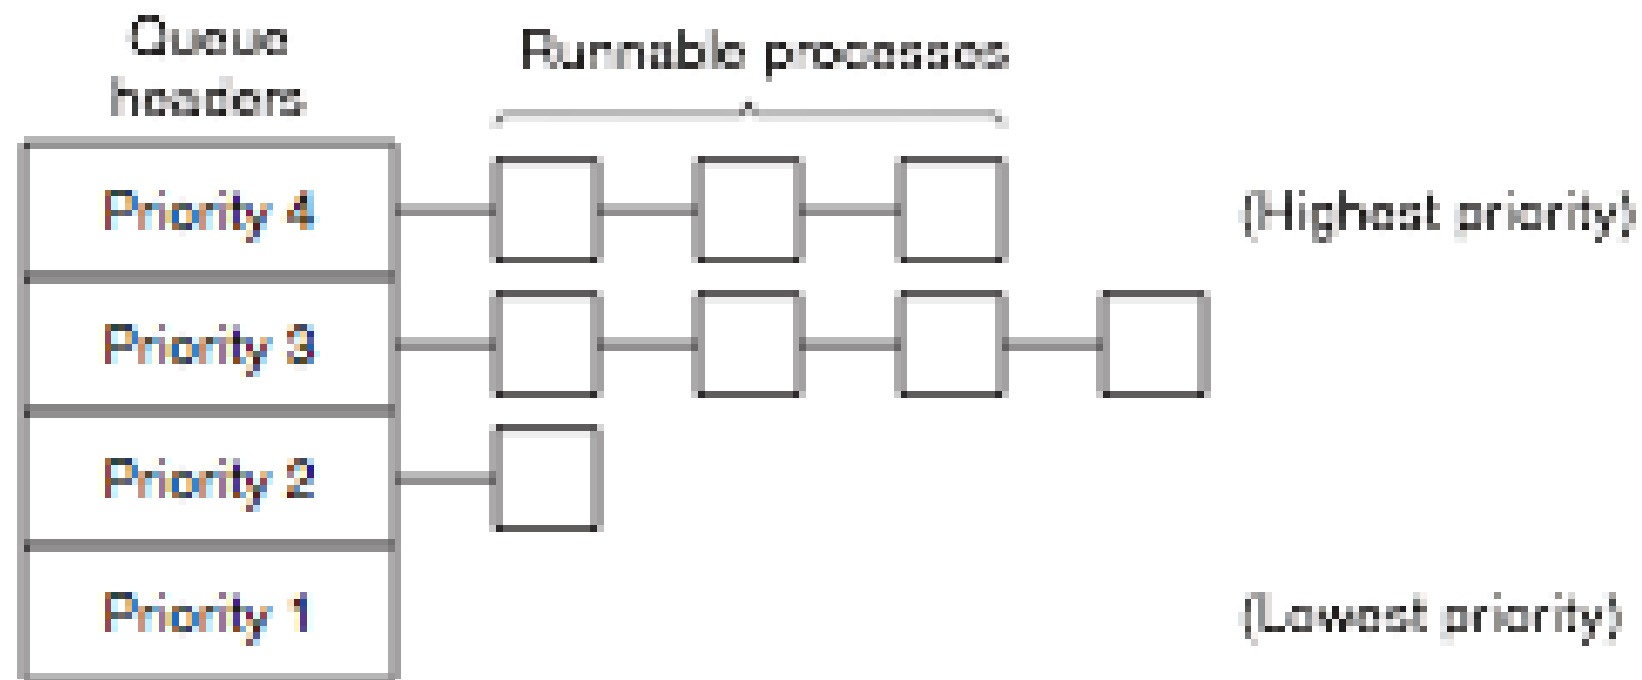 Queue
headers
Runnable processes
Priority 4
(Highest priority)
Priority 3
Priority 2
Priority 1
(Lowest priority)